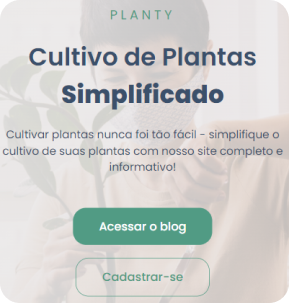 PLANTY
Cultivo de Plantas
Simplificado
Cultivar plantas nunca foi tão fácil - simplifique o
cultivo de suas plantas com nosso site completo e
informativo!
Acessar o blog
Cadastrar-se